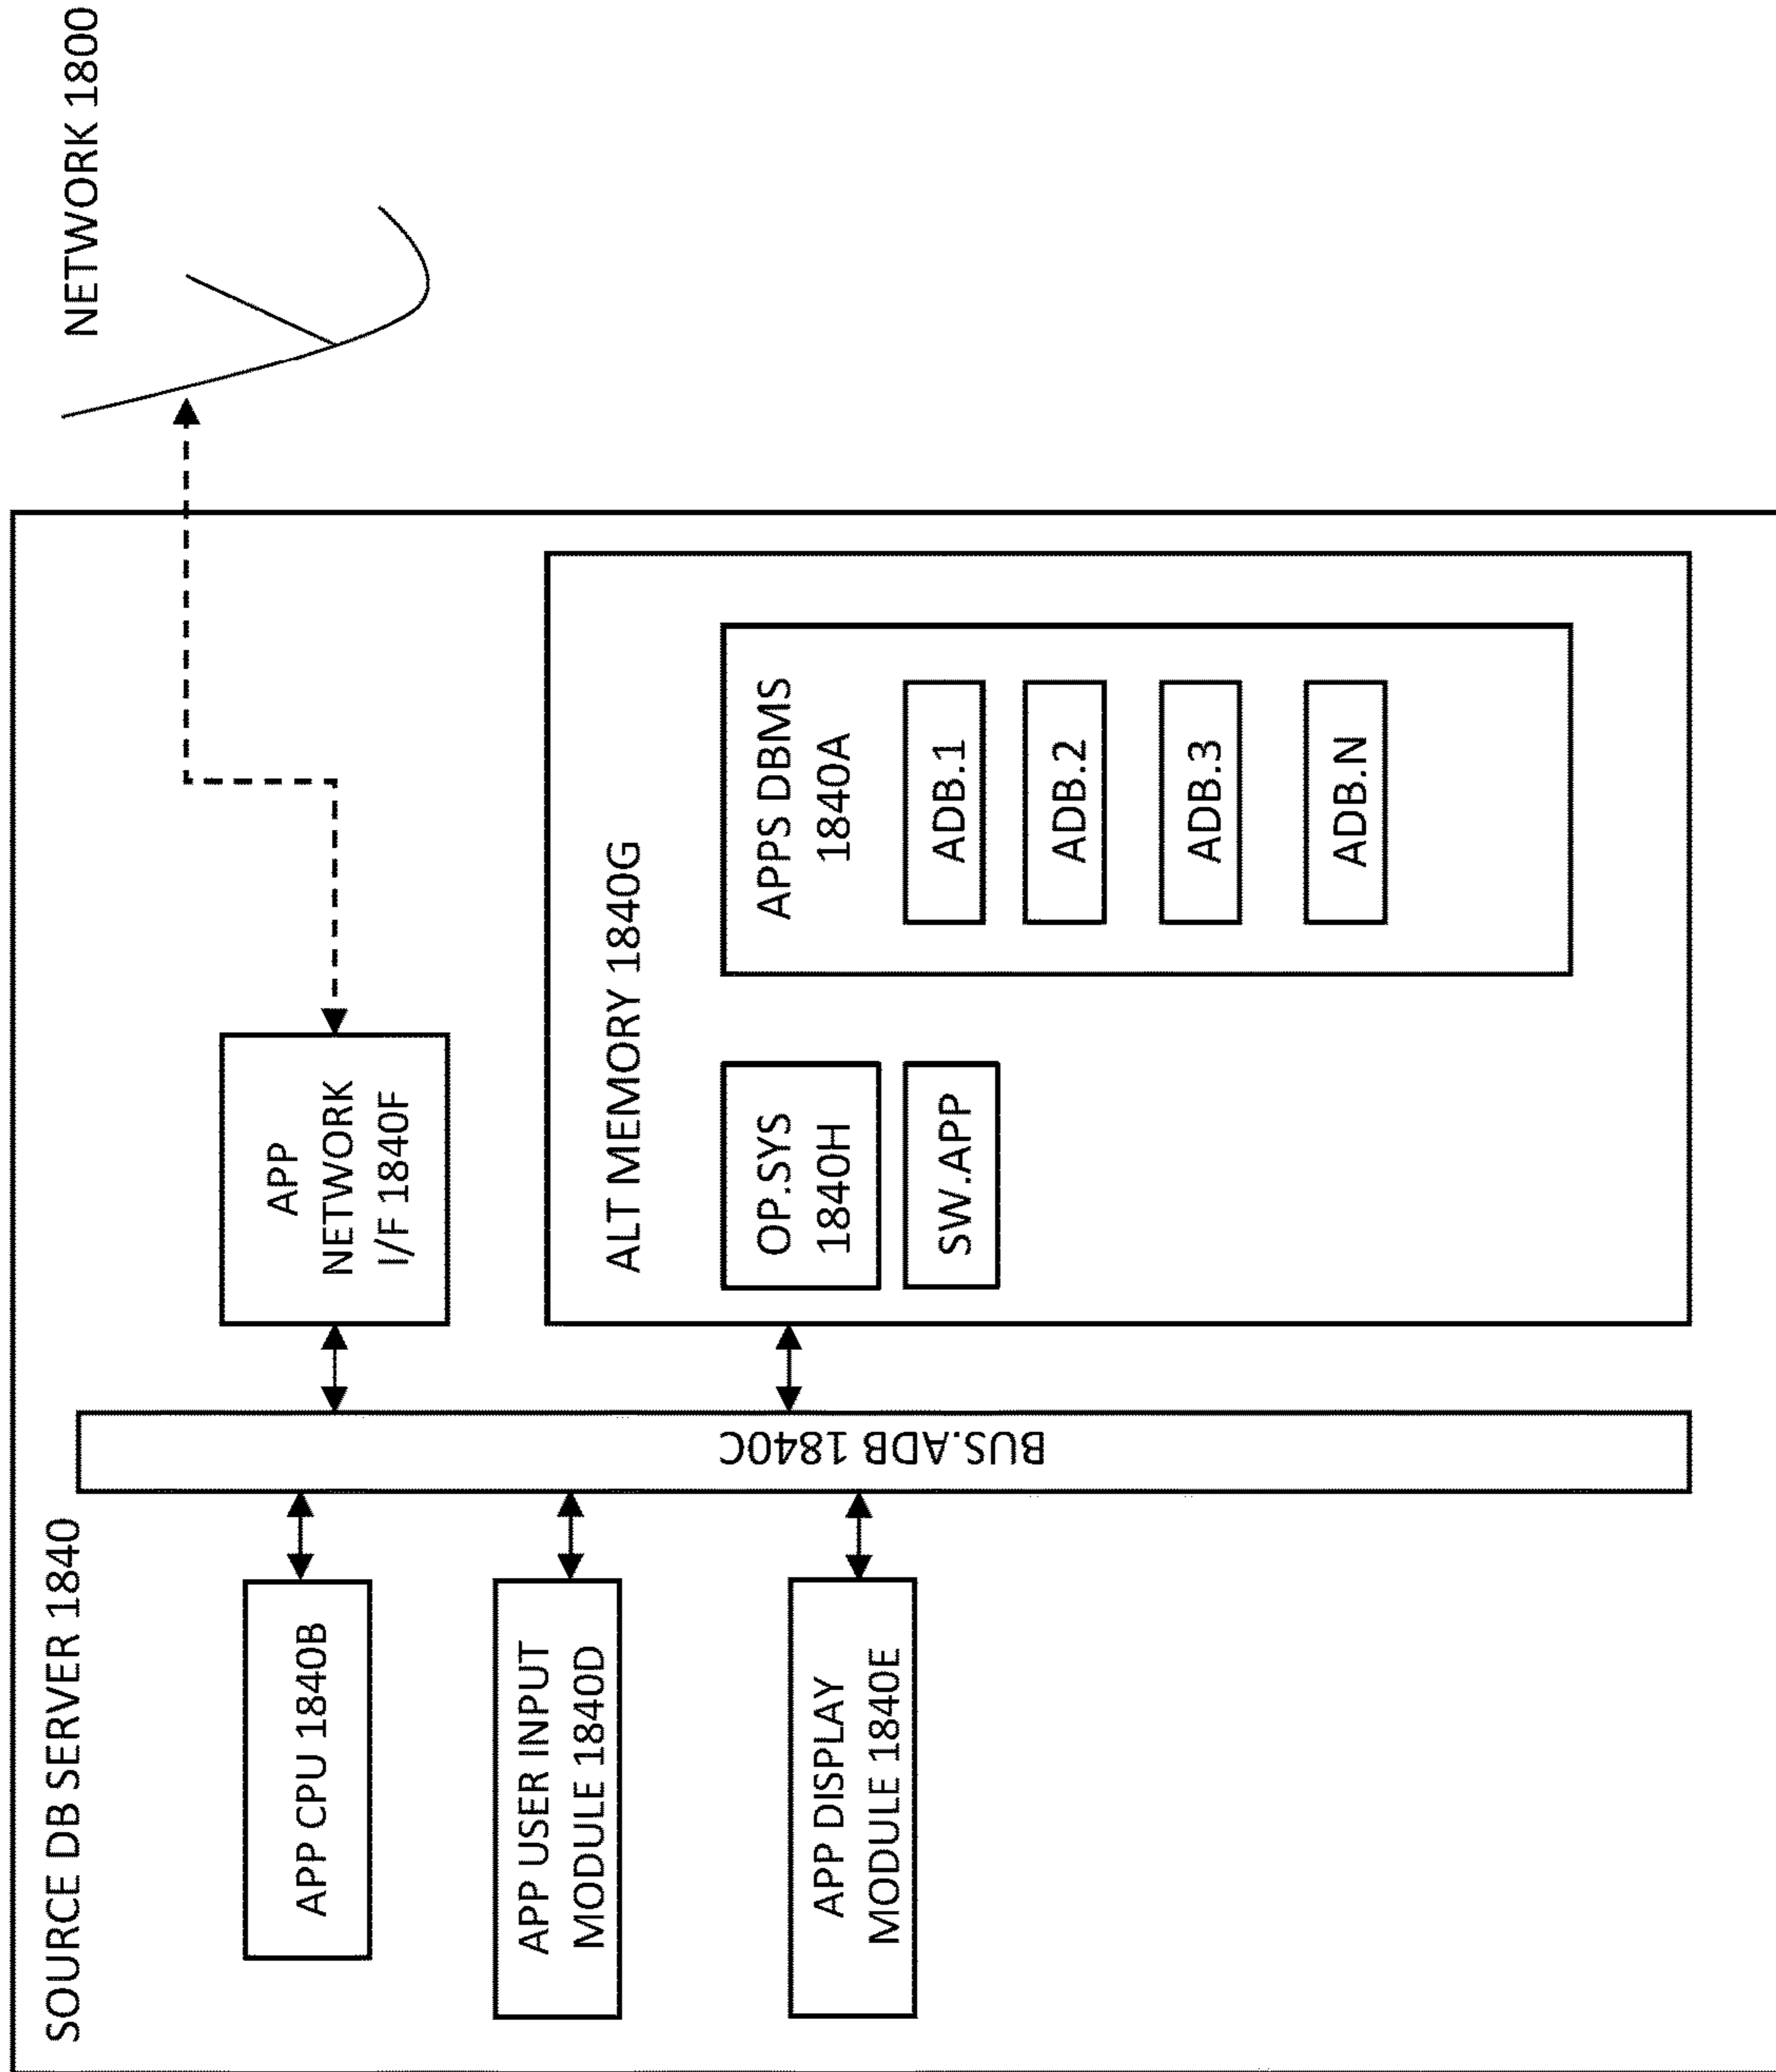 SOURCE DB SERVER 1840
NETWORK 1800
APP CPU 1840B
APP USER INPUT
MODULE 1840D
APP DISPLAY
MODULE 1840E
BUS.ADB 1840C
APP
NETWORK
I/F 1840F
ALT MEMORY 1840G
OP.SYS
1840H
SW.APP
APPS DBMS
1840A
ADB.1
ADB.2
ADB.3
ADB.N